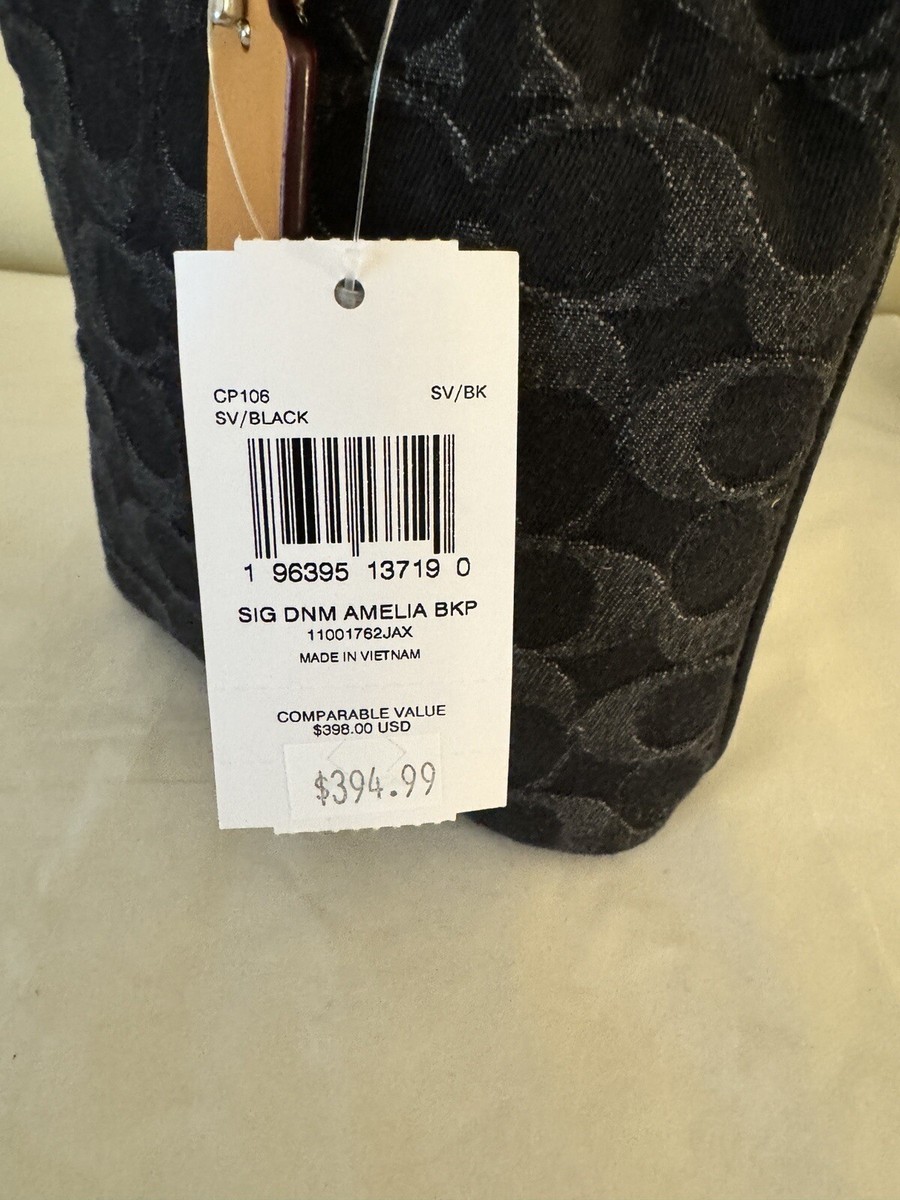 CP106 SV/BK
SV/BLACK
1 96395 13719 0
SIG DNM AMELIA BKP
11001762JAX
MADE IN VIETNAM
COMPARABLE VALUE
$398.00 USD
$394.99